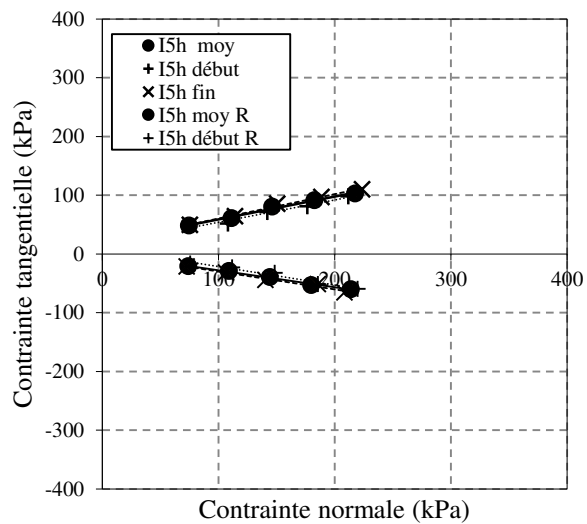 400
300
200
100
0
-100
-200
-300
-400
Contrainte tangentielle (kPa)
I5h moy
I5h début
I5h fin
I5h moy R
I5h début R
0
100
200
300
400
Contrainte normale (kPa)